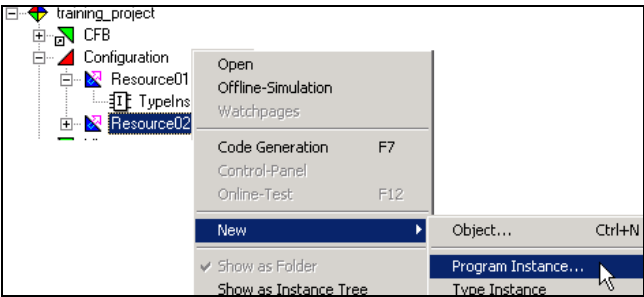 training_project
CFB
Configuration
Resource01
TypeIns
Resource02
Open
Offline-Simulation
Watchpages
Code Generation F7
Control-Panel
Online-Test F12
New
Show as Folder
Show as Instance Tree
Object... Ctrl+N
Program Instance...
Type Instance